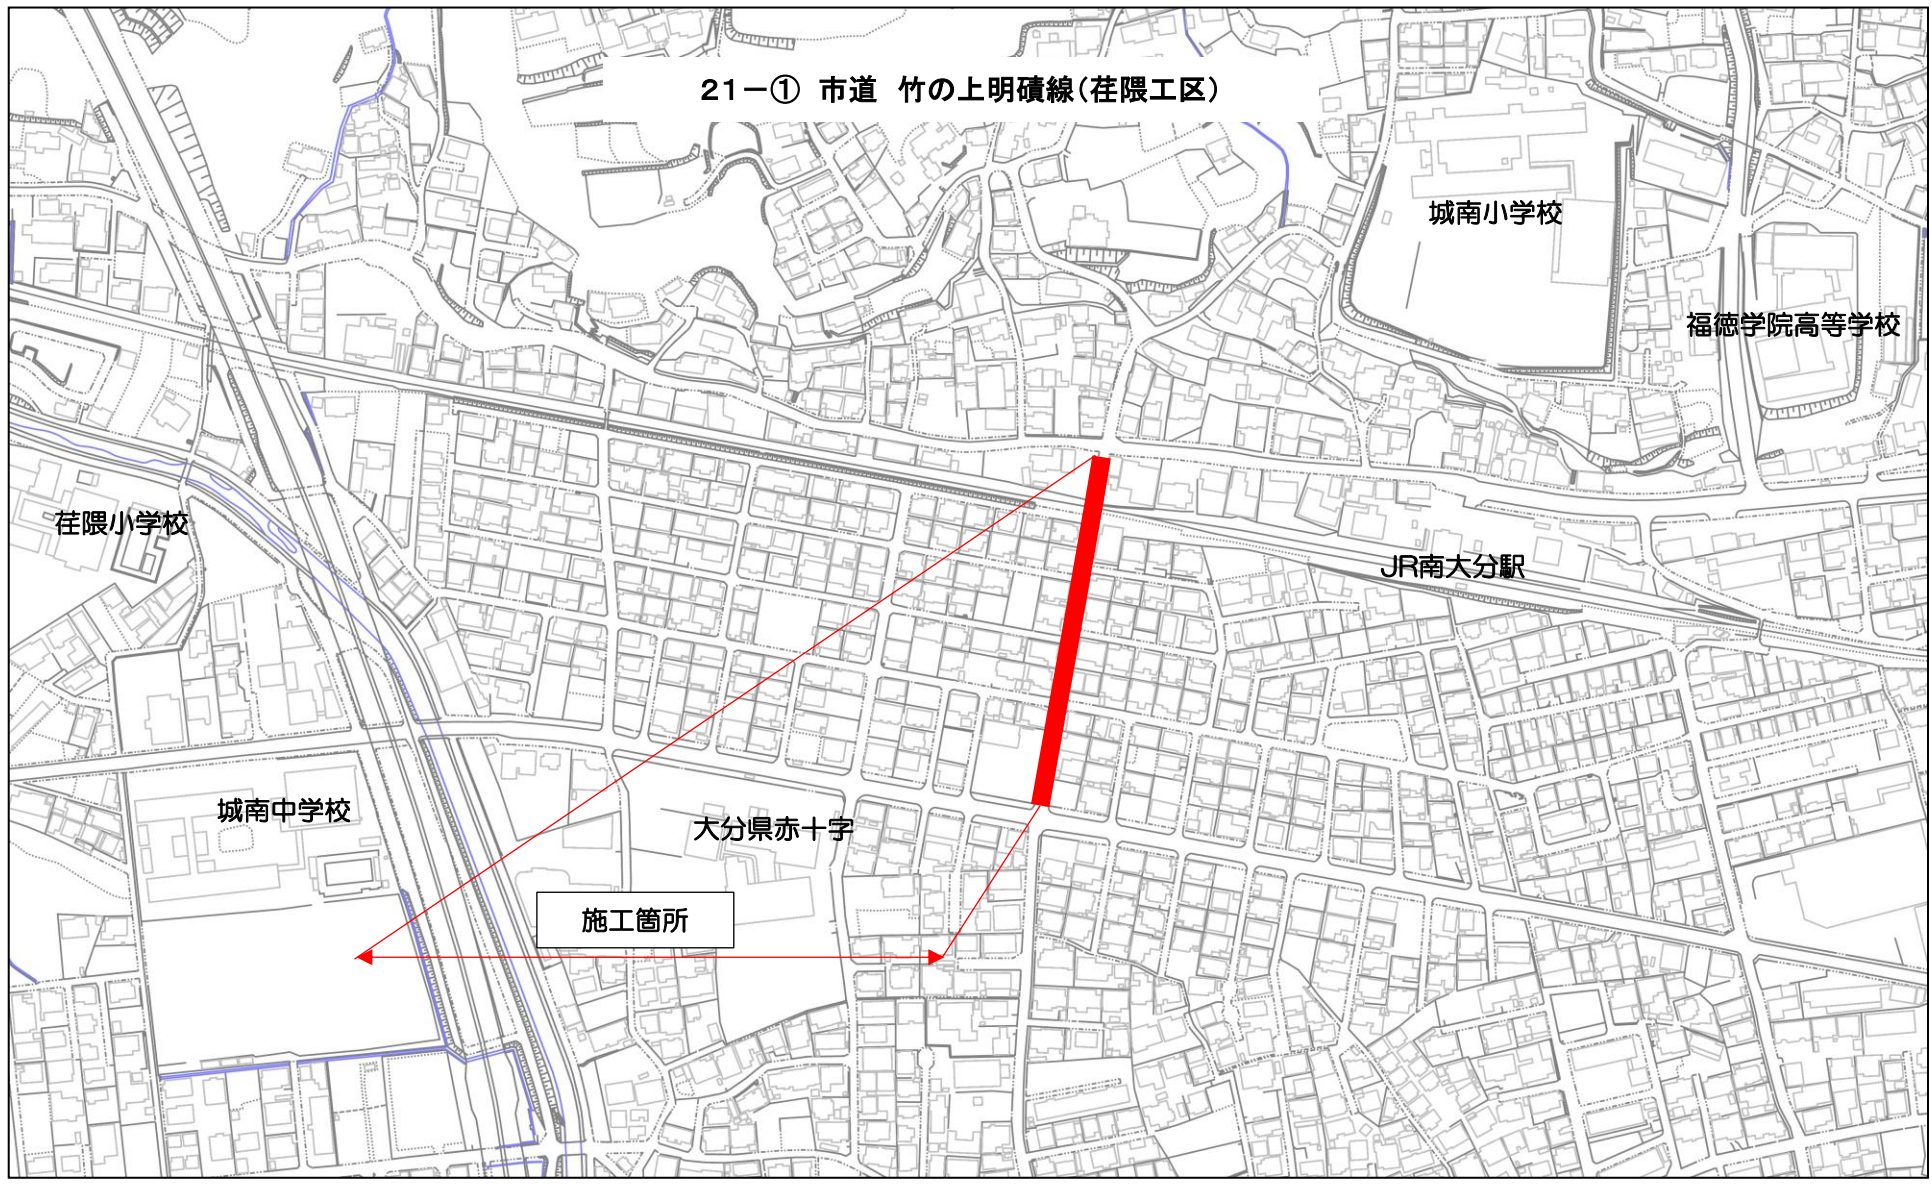 21－① 市道 竹の上明磧線(荏隈工区)
城南小学校
福徳学院高等学校
荏隈小学校
JR南大分駅
城南中学校
大分県赤十字
施工箇所